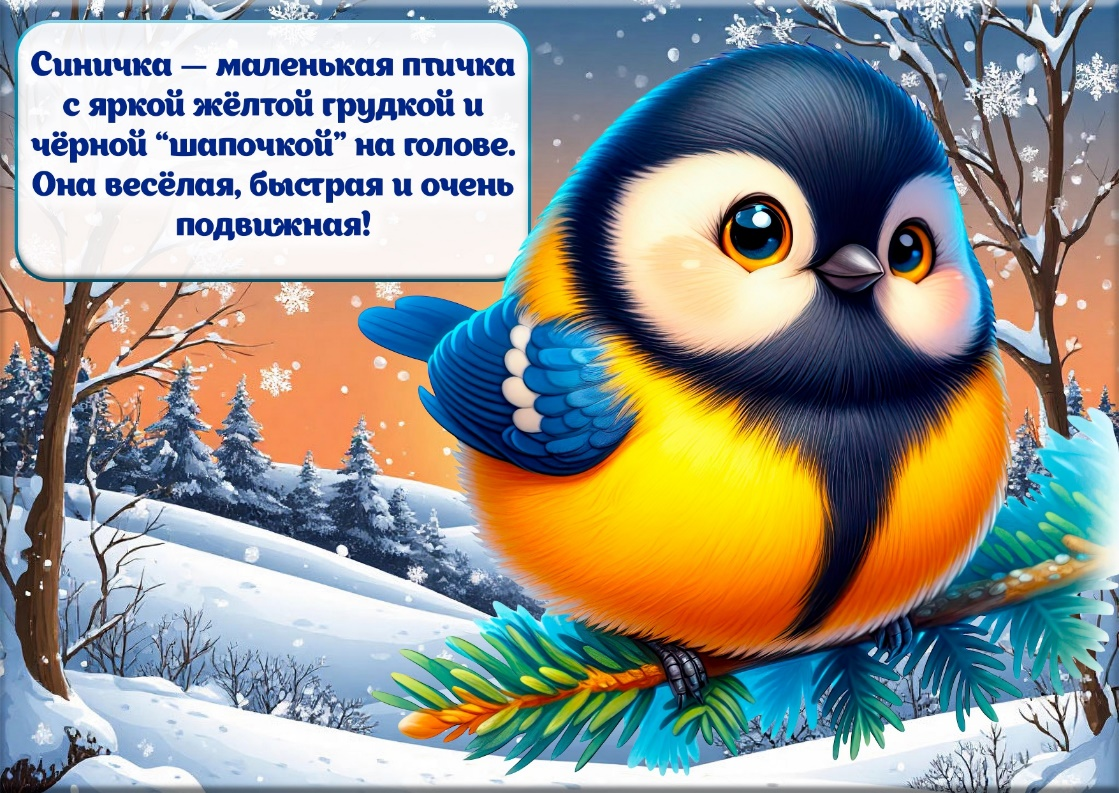 Синичка — маленькая птичка
с яркой жёлтой грудкой и
чёрной “шапочкой” на голове.
Она весёлая, быстрая и очень
подвижная!